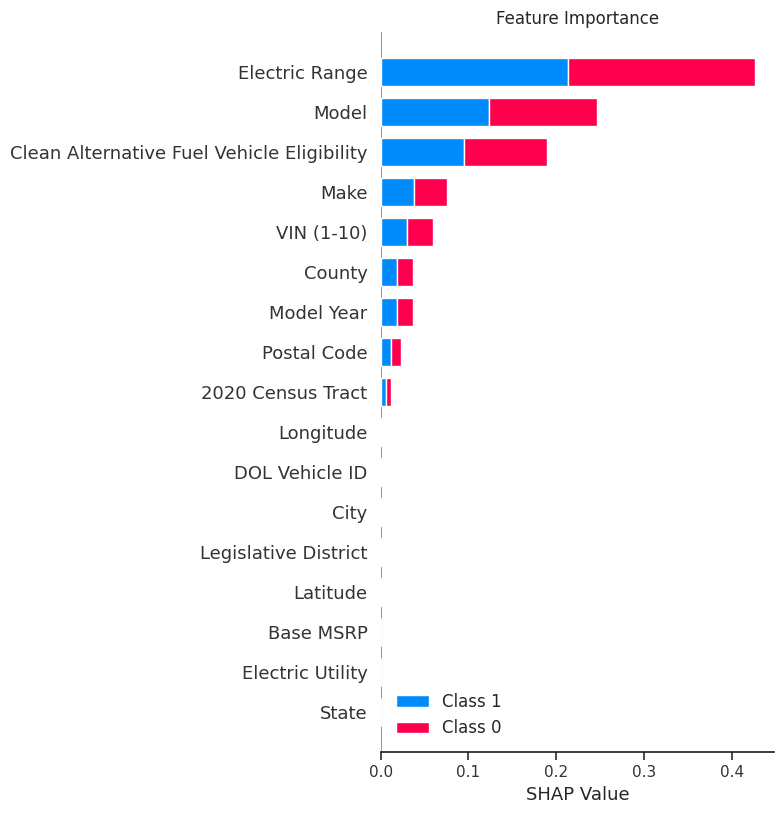 Feature Importance
Electric Range
Model
Clean Alternative Fuel Vehicle Eligibility
Make
VIN (1-10)
County
Model Year
Postal Code
2020 Census Tract
Longitude
DOL Vehicle ID
City
Legislative District
Latitude
Base MSRP
Electric Utility
State
Class 1
Class 0
0.0 0.1 0.2 0.3 0.4
SHAP Value